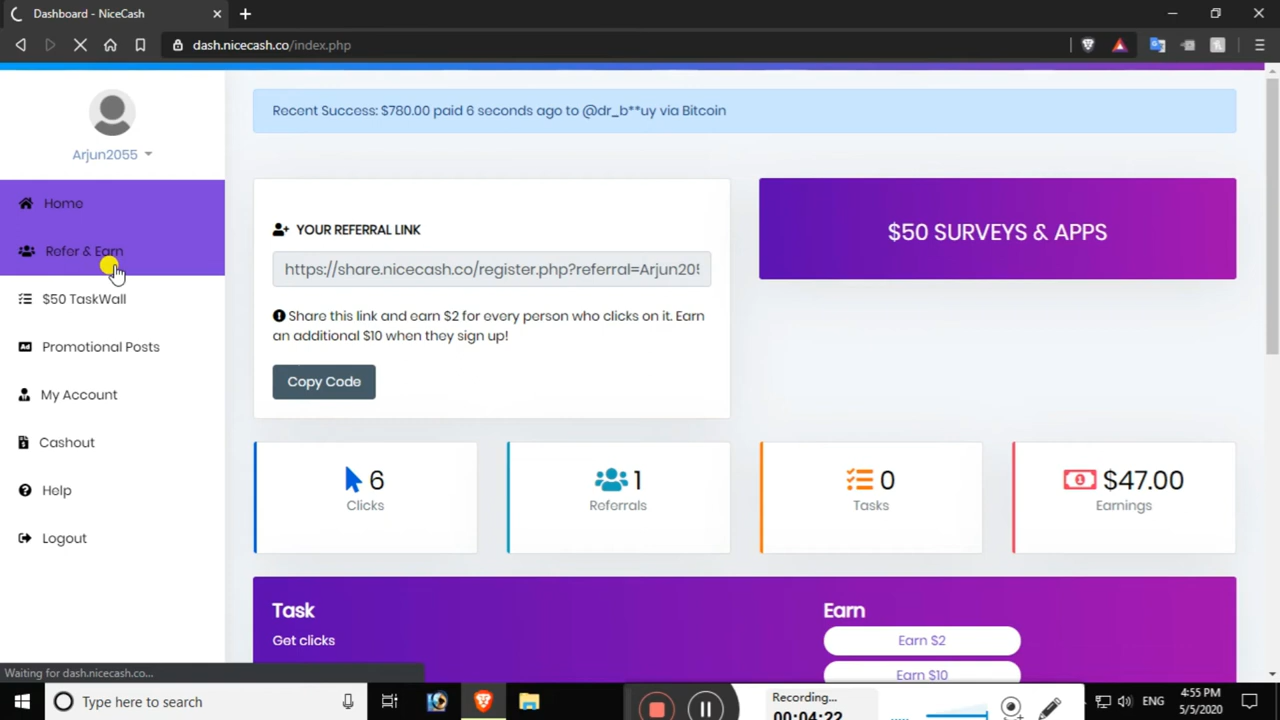 Dashboard - NiceCash
dash.nicecash.co/index.php
Recent Success: $780.00 paid 6 seconds ago to @dr_b**uy via Bitcoin
Arjun2055
Home
Refer & Earn
$50 TaskWall
Promotional Posts
My Account
Cashout
Help
Logout
YOUR REFERRAL LINK
https://share.nicecash.co/register.php?referral=Arjun205
Share this link and earn $2 for every person who clicks on it. Earn
an additional $10 when they sign up!
Copy Code
$50 SURVEYS & APPS
6
Clicks
1
Referrals
0
Tasks
$47.00
Earnings
Task
Earn
Get clicks
Earn $2
Earn $10
Waiting for dash.nicecash.co...
Type here to search
Recording...
00:04:22
ENG
4:55 PM
5/5/2020